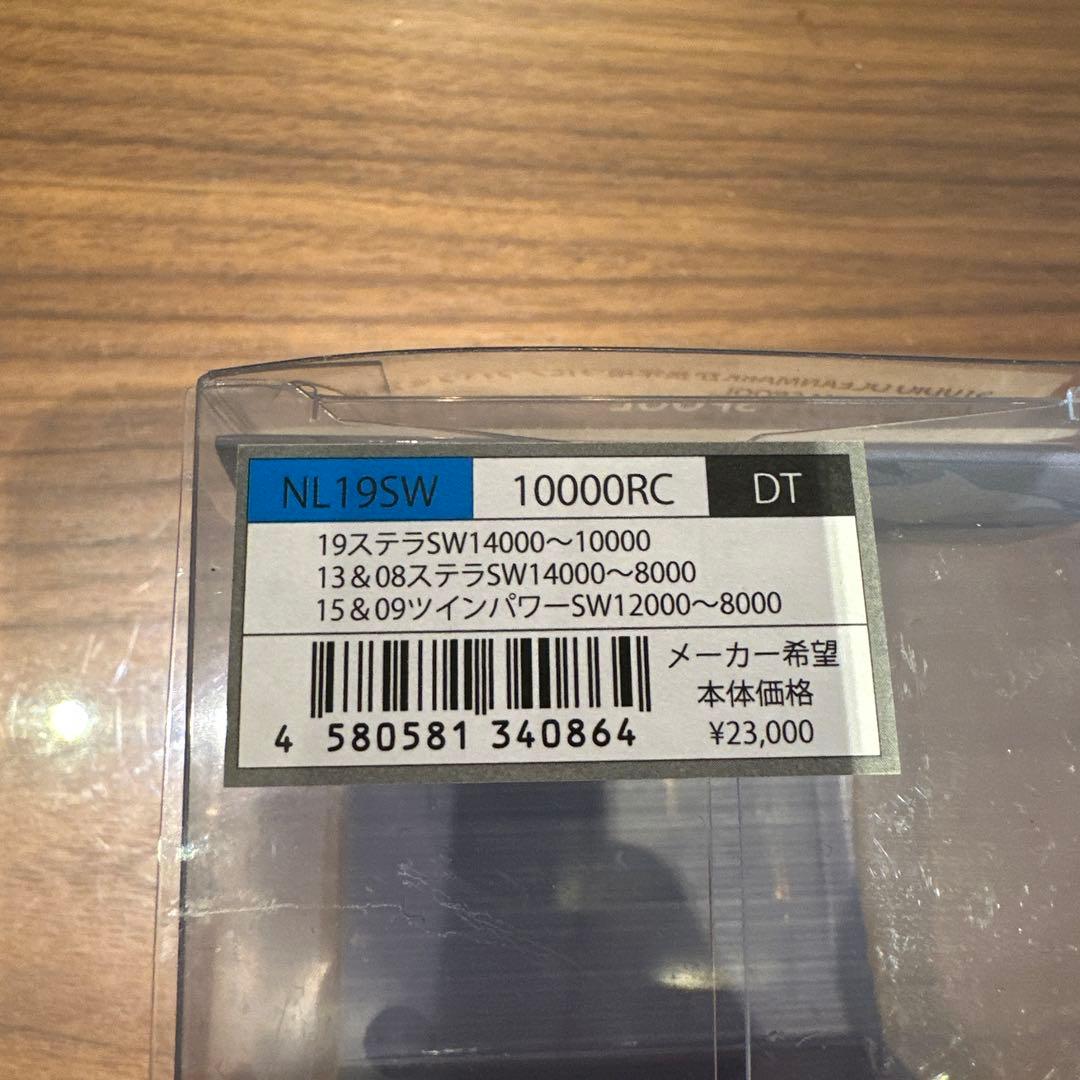 NL19SW 10000RC DT
19ステラSW14000～10000
13＆08ステラSW14000～8000
15＆09ツインパワーSW12000～8000
メーカー希望
本体価格
¥23,000
4 580581 340864